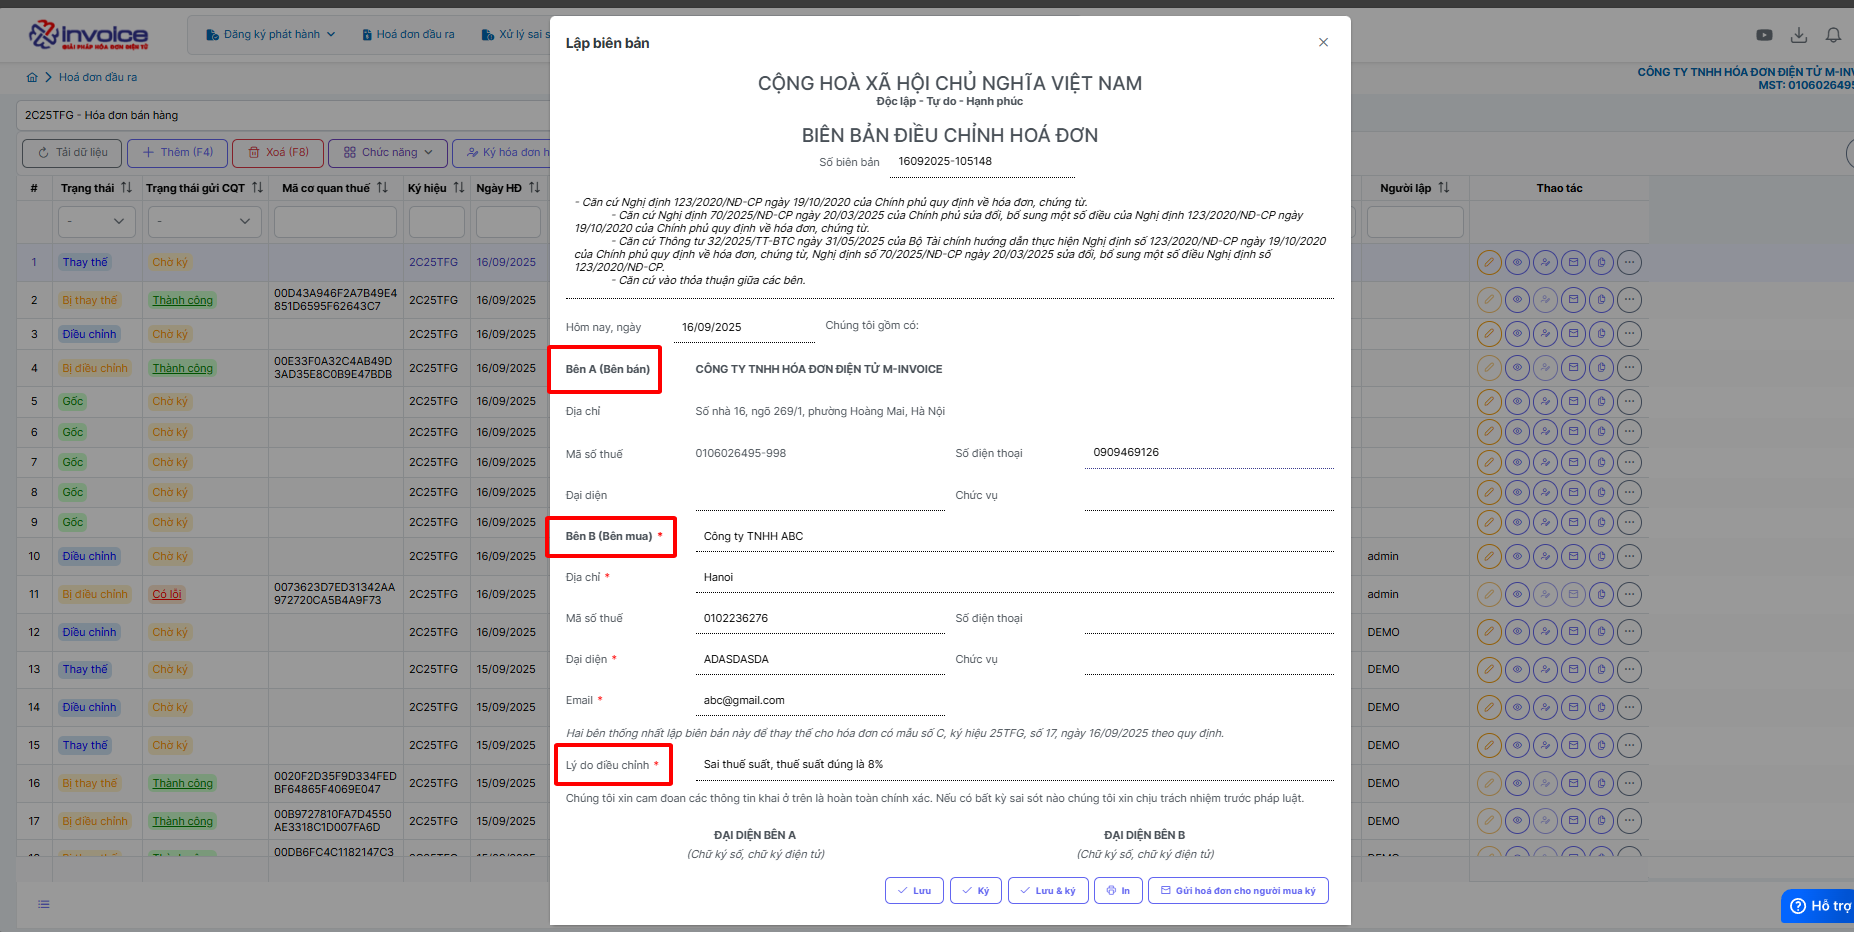 invoice
GIẢI PHÁP HÓA ĐƠN ĐIỆN TỬ
Đăng ký phát hành
Hoá đơn đầu ra
Xử lý sai s
Hoá đơn đầu ra
CÔNG TY TNHH HÓA ĐƠN ĐIỆN TỬ M-INV
MST: 0106026495
2C25TFG - Hóa đơn bán hàng
Tải dữ liệu
Thêm (F4)
Xoá (F8)
Chức năng
Ký hóa đơn h
# Trạng thái Trạng thái gửi CQT Mã cơ quan thuế Ký hiệu Ngày HĐ Người lập Thao tác
- -
1 Thay thế Chờ ký 2C25TFG 16/09/2025
2 Bị thay thế Thành công 00D43A946F2A7B49E4851D6595F62643C7 2C25TFG 16/09/2025
3 Điều chỉnh Chờ ký 2C25TFG 16/09/2025
4 Bị điều chỉnh Thành công 00E33F0A32C4AB49D3AD35E8C0B9E47BDB 2C25TFG 16/09/2025
5 Gốc Chờ ký 2C25TFG 16/09/2025
6 Gốc Chờ ký 2C25TFG 16/09/2025
7 Gốc Chờ ký 2C25TFG 16/09/2025
8 Gốc Chờ ký 2C25TFG 16/09/2025
9 Gốc Chờ ký 2C25TFG 16/09/2025
10 Điều chỉnh Chờ ký 2C25TFG 16/09/2025 admin
11 Bị điều chỉnh Có lỗi 0073623D7ED31342AA972720CA5B4A9F73 2C25TFG 16/09/2025 admin
12 Điều chỉnh Chờ ký 2C25TFG 16/09/2025 DEMO
13 Thay thế Chờ ký 2C25TFG 15/09/2025 DEMO
14 Điều chỉnh Chờ ký 2C25TFG 15/09/2025 DEMO
15 Thay thế Chờ ký 2C25TFG 15/09/2025 DEMO
16 Bị thay thế Thành công 0020F2D35F9D334FEDBF64865F4069E047 2C25TFG 15/09/2025 DEMO
17 Bị điều chỉnh Thành công 00B9727810FA7D4550AE3318C1D007FA6D 2C25TFG 15/09/2025 DEMO
00DB6FC4C1182147C3
Lập biên bản
CỘNG HOÀ XÃ HỘI CHỦ NGHĨA VIỆT NAM
Độc lập - Tự do - Hạnh phúc
BIÊN BẢN ĐIỀU CHỈNH HOÁ ĐƠN
Số biên bản 16092025-105148
- Căn cứ Nghị định 123/2020/NĐ-CP ngày 19/10/2020 của Chính phủ quy định về hóa đơn, chứng từ.
- Căn cứ Nghị định 70/2025/NĐ-CP ngày 20/03/2025 của Chính phủ sửa đổi, bổ sung một số điều của Nghị định 123/2020/NĐ-CP ngày
19/10/2020 của Chính phủ quy định về hóa đơn, chứng từ.
- Căn cứ Thông tư 32/2025/TT-BTC ngày 31/05/2025 của Bộ Tài chính hướng dẫn thực hiện Nghị định số 123/2020/NĐ-CP ngày 19/10/2020
của Chính phủ quy định về hóa đơn, chứng từ, Nghị định số 70/2025/NĐ-CP ngày 20/03/2025 sửa đổi, bổ sung một số điều Nghị định số
123/2020/NĐ-CP.
- Căn cứ vào thỏa thuận giữa các bên.
Hôm nay, ngày 16/09/2025 Chúng tôi gồm có:
Bên A (Bên bán) CÔNG TY TNHH HÓA ĐƠN ĐIỆN TỬ M-INVOICE
Địa chỉ Số nhà 16, ngõ 269/1, phường Hoàng Mai, Hà Nội
Mã số thuế 0106026495-998 Số điện thoại 0909469126
Đại diện Chức vụ
Bên B (Bên mua) * Công ty TNHH ABC
Địa chỉ * Hanoi
Mã số thuế 0102236276 Số điện thoại
Đại diện * ADASDASDA Chức vụ
Email * abc@gmail.com
Hai bên thống nhất lập biên bản này để thay thế cho hóa đơn có mẫu số C, ký hiệu 25TFG, số 17, ngày 16/09/2025 theo quy định.
Lý do điều chỉnh * Sai thuế suất, thuế suất đúng là 8%
Chúng tôi xin cam đoan các thông tin khai ở trên là hoàn toàn chính xác. Nếu có bất kỳ sai sót nào chúng tôi xin chịu trách nhiệm trước pháp luật.
ĐẠI DIỆN BÊN A ĐẠI DIỆN BÊN B
(Chữ ký số, chữ ký điện tử) (Chữ ký số, chữ ký điện tử)
Lưu
Ký
Lưu & ký
In
Gửi hoá đơn cho người mua ký
Hỗ trợ